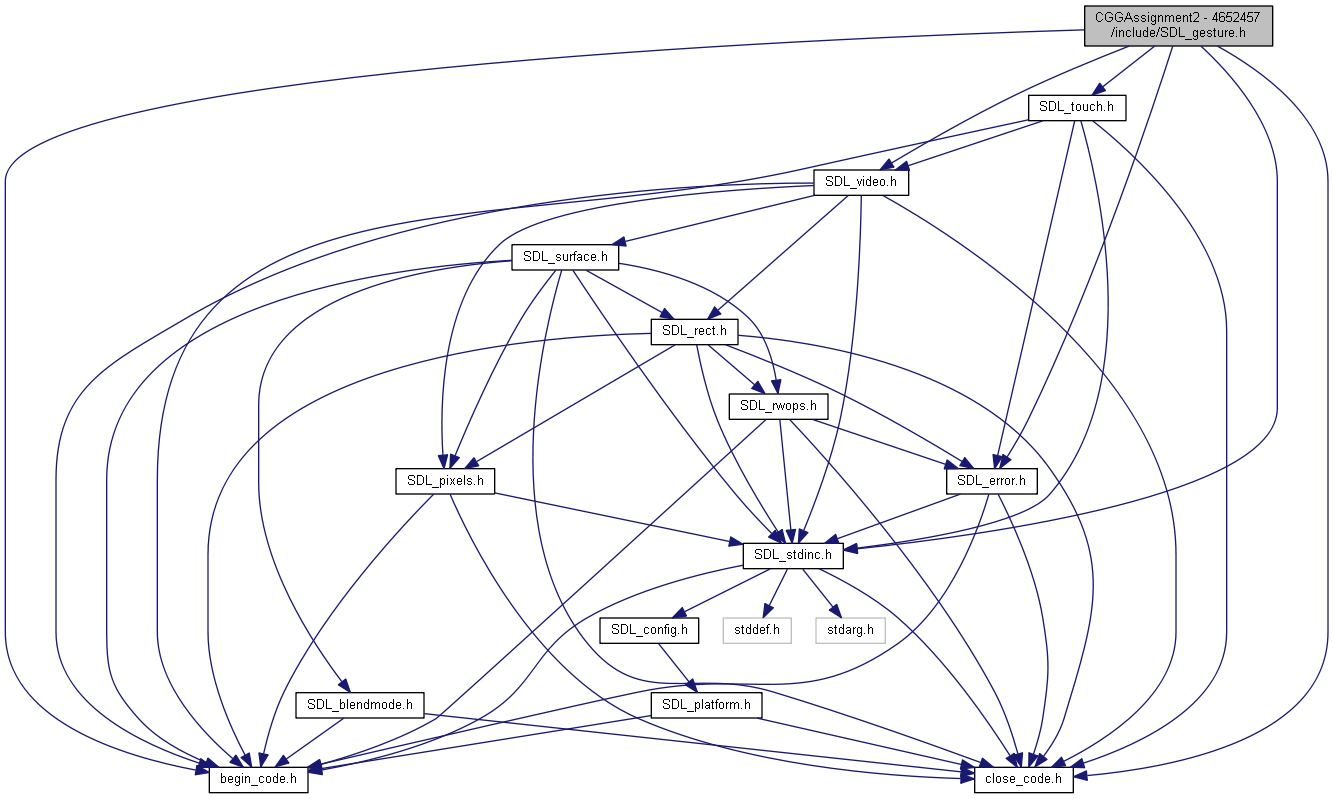 CGGAssignment2 - 4652457
/include/SDL_gesture.h
SDL_touch.h
SDL_video.h
SDL_surface.h
SDL_rect.h
SDL_rwops.h
SDL_pixels.h
SDL_error.h
SDL_stdinc.h
SDL_config.h
stddef.h
stdarg.h
SDL_blendmode.h
SDL_platform.h
begin_code.h
close_code.h